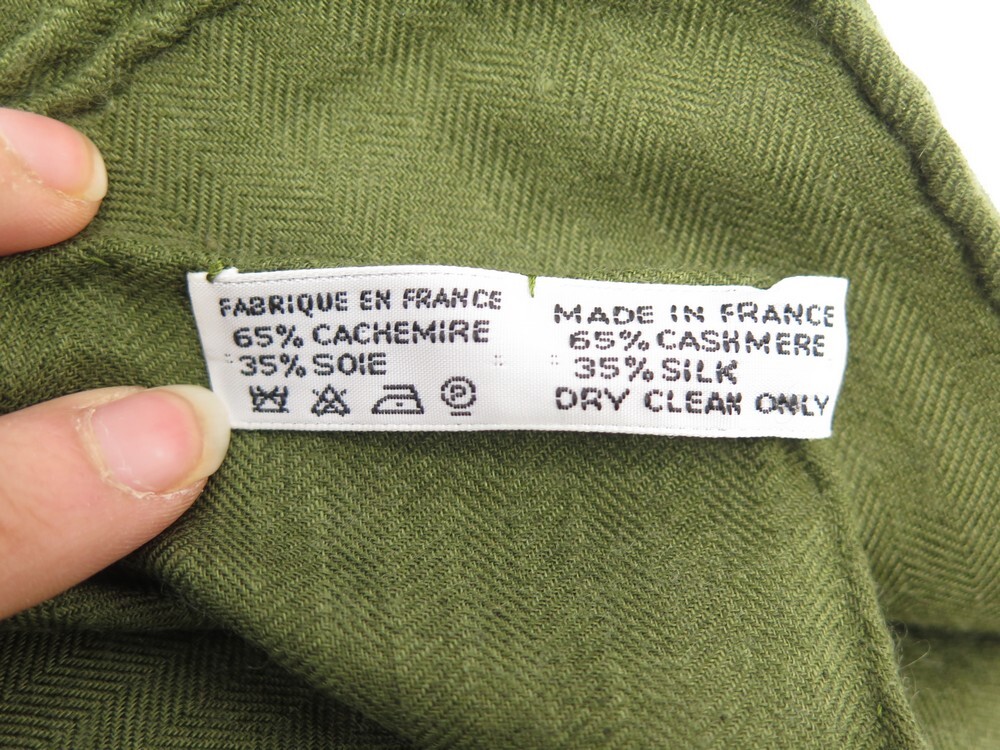 FABRIQUE EN FRANCE
65% CACHEMIRE
35% SOIE
P
MADE IN FRANCE
65% CASHMERE
35% SILK
DRY CLEAN ONLY